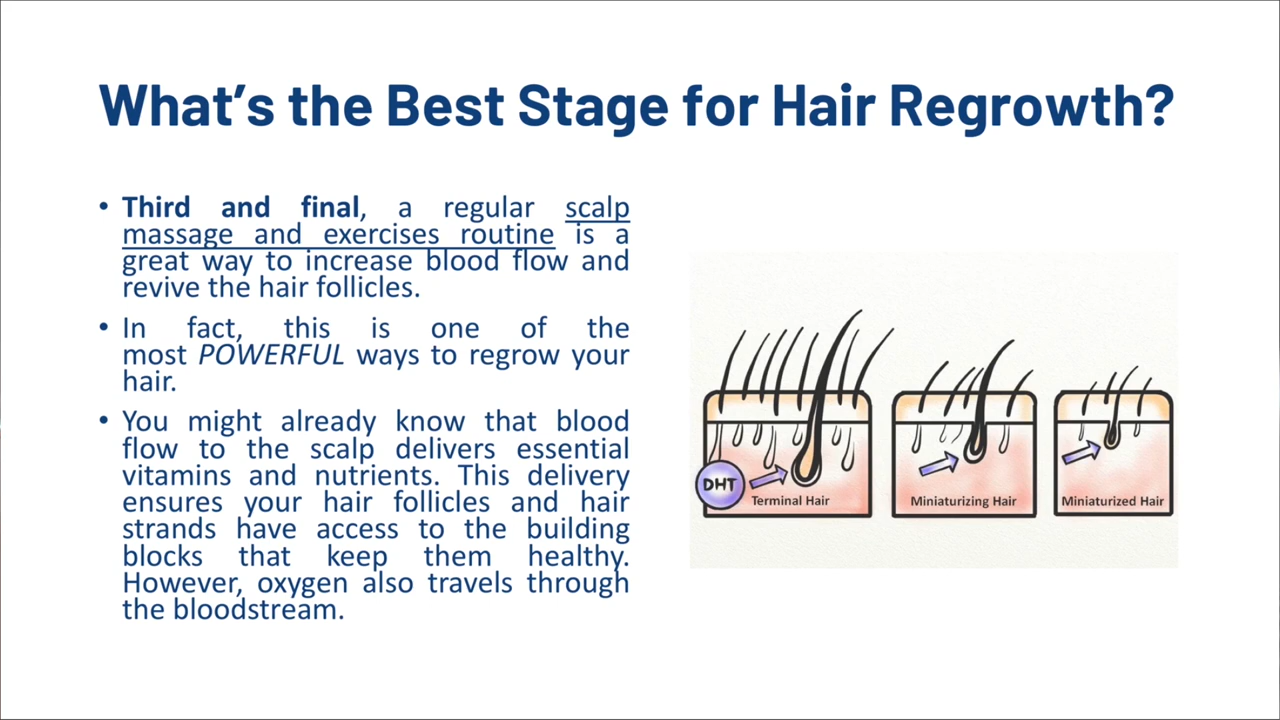 What’s the Best Stage for Hair Regrowth?
• Third and final, a regular scalp
massage and exercises routine is a
great way to increase blood flow and
revive the hair follicles.
• In fact, this is one of the
most POWERFUL ways to regrow your
hair.
• You might already know that blood
flow to the scalp delivers essential
vitamins and nutrients. This delivery
ensures your hair follicles and hair
strands have access to the building
blocks that keep them healthy.
However, oxygen also travels through
the bloodstream.
DHT
Terminal Hair
Miniaturizing Hair
Miniaturized Hair